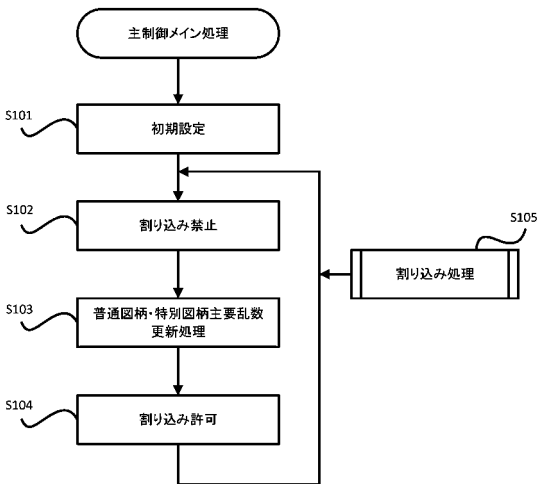 主制御メイン処理
S101
初期設定
S102
割り込み禁止
S105
割り込み処理
S103
普通図柄・特別図柄主要乱数
更新処理
S104
割り込み許可